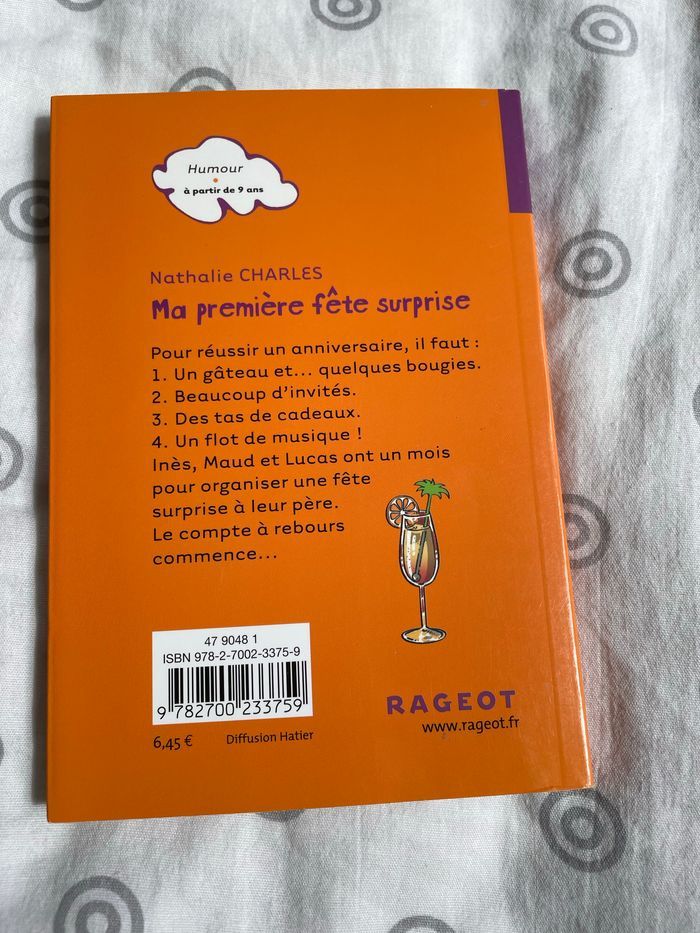 Humour
à partir de 9 ans
Nathalie CHARLES
Ma première fête surprise
Pour réussir un anniversaire, il faut :
1. Un gâteau et... quelques bougies.
2. Beaucoup d'invités.
3. Des tas de cadeaux.
4. Un flot de musique !
Inès, Maud et Lucas ont un mois
pour organiser une fête
surprise à leur père.
Le compte à rebours
commence...
47 9048 1
ISBN 978-2-7002-3375-9
9 782700 233759
6,45 € Diffusion Hatier
RAGEOT
www.rageot.fr